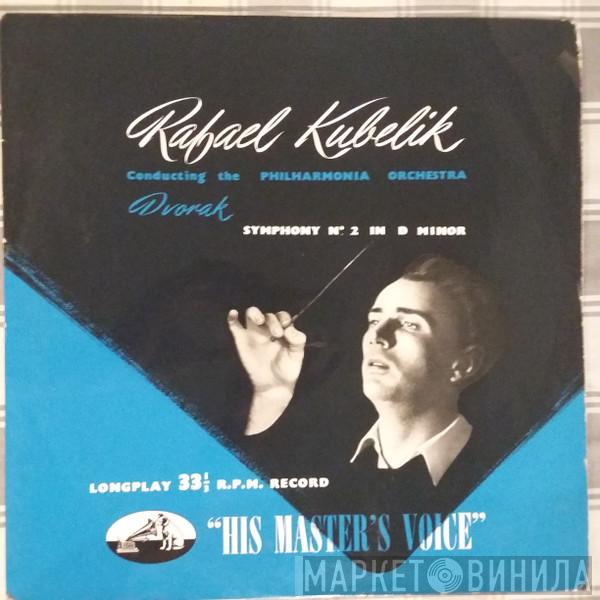 Rafael Kubelik
Conducting the PHILHARMONIA ORCHESTRA
Dvorak
SYMPHONY Nº 2 IN D MINOR
LONGPLAY 33⅓ R.P.M. RECORD
"HIS MASTER'S VOICE"
МАРКЕТ ВИНИЛА